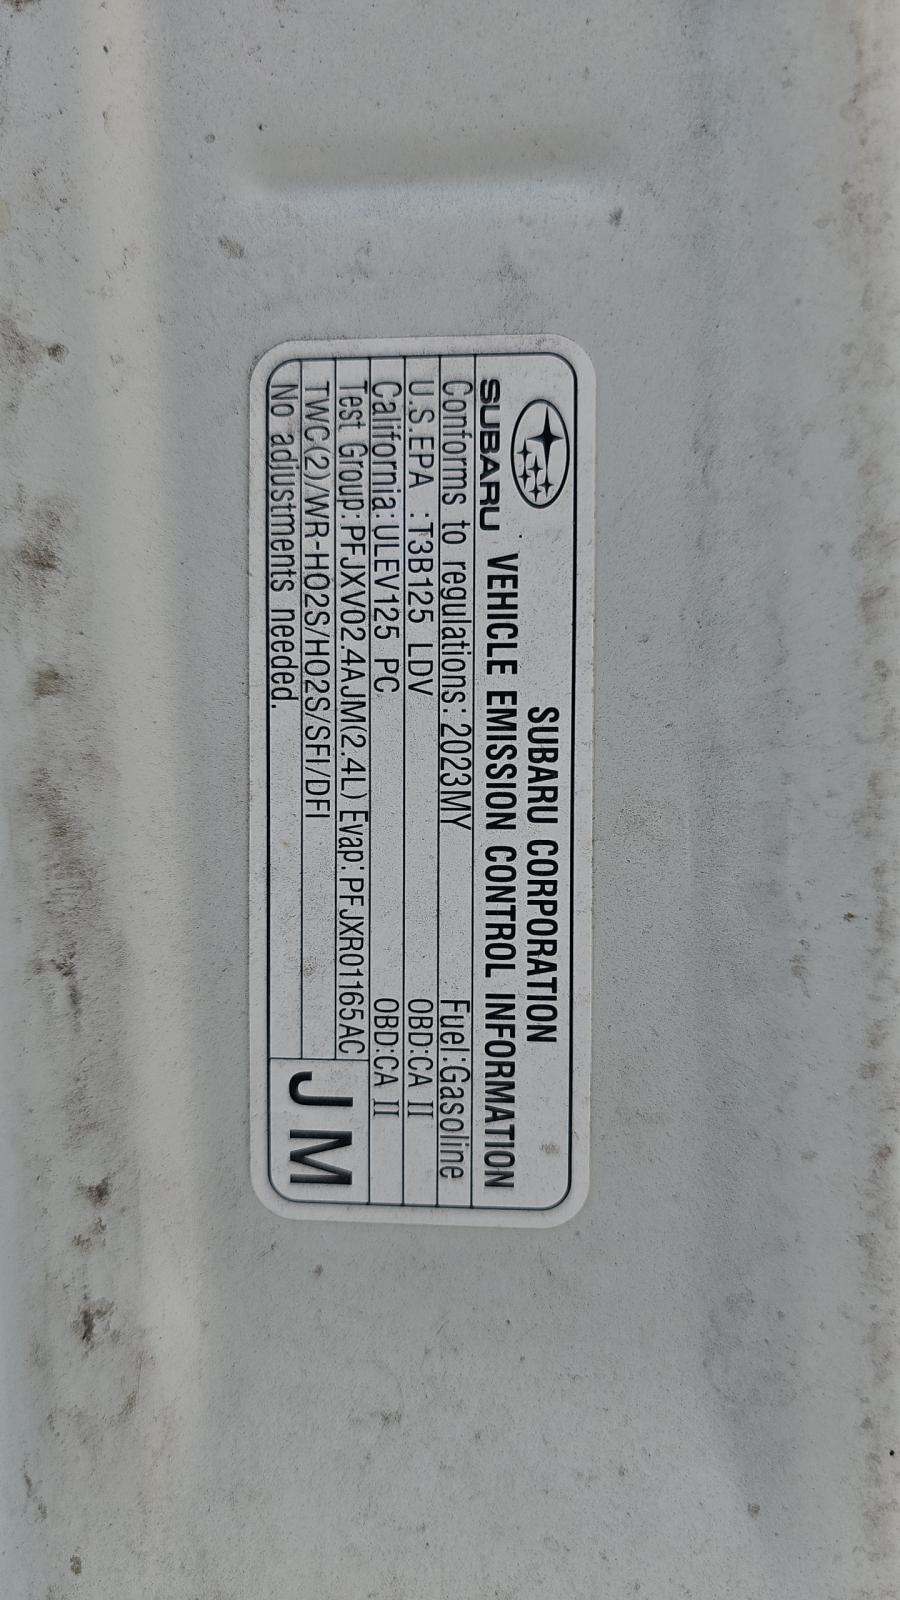 SUBARU CORPORATION
SUBARU VEHICLE EMISSION CONTROL INFORMATION
Conforms to regulations: 2023MY Fuel:Gasoline
U.S.EPA :T3B125 LDV OBD:CA II
California:ULEV125 PC OBD:CA II
Test Group:PFJXV02.4AJM(2.4L) Evap:PFJXR01165AC
TWC(2)/WR-HO2S/HO2S/SFI/DFI
No adjustments needed.
JM